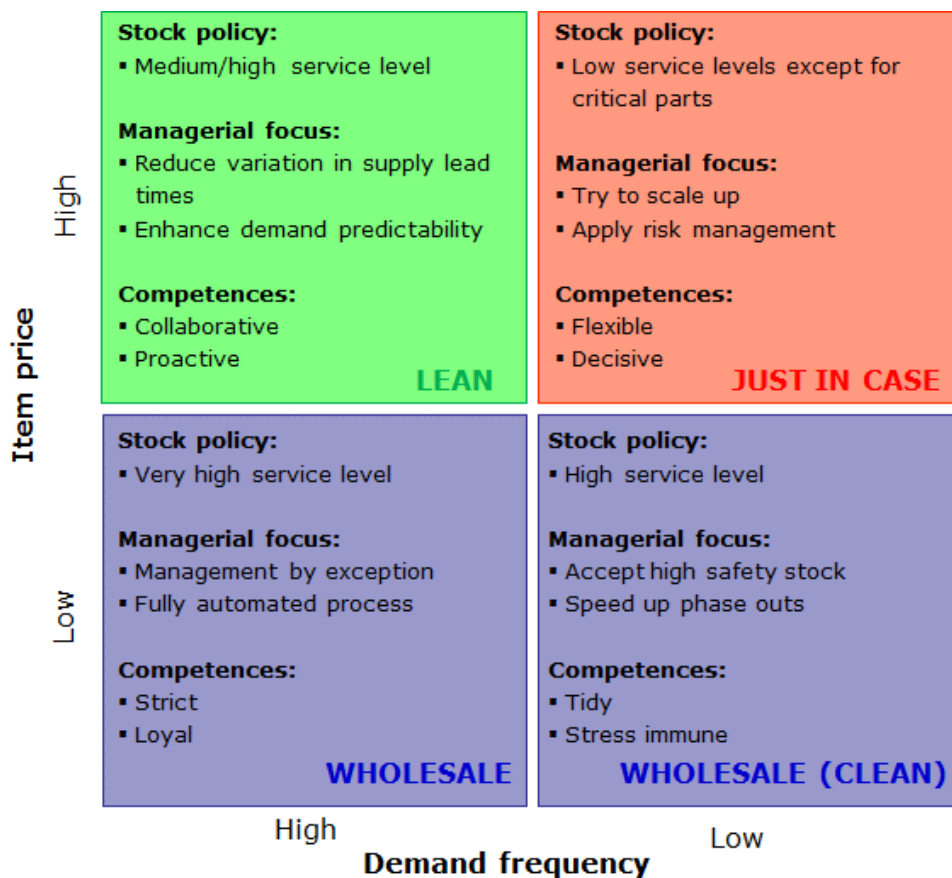 Stock policy:
▪ Medium/high service level
Managerial focus:
▪ Reduce variation in supply lead
times
▪ Enhance demand predictability
Competences:
▪ Collaborative
▪ Proactive
LEAN
Stock policy:
▪ Low service levels except for
critical parts
Managerial focus:
▪ Try to scale up
▪ Apply risk management
Competences:
▪ Flexible
▪ Decisive
JUST IN CASE
Stock policy:
▪ Very high service level
Managerial focus:
▪ Management by exception
▪ Fully automated process
Competences:
▪ Strict
▪ Loyal
WHOLESALE
Stock policy:
▪ High service level
Managerial focus:
▪ Accept high safety stock
▪ Speed up phase outs
Competences:
▪ Tidy
▪ Stress immune
WHOLESALE (CLEAN)
High
Item price
Low
High
Low
Demand frequency